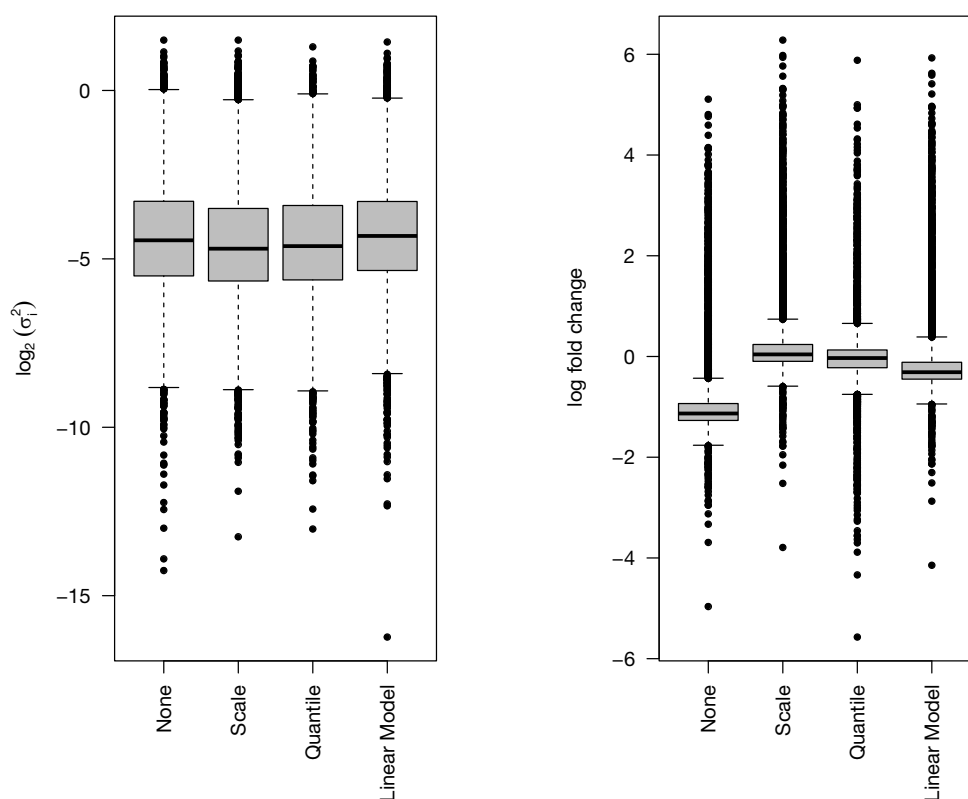 log₂ (σᵢ²)
0
−5
−10
−15
None
Scale
Quantile
Linear Model
log fold change
6
4
2
0
−2
−4
−6
None
Scale
Quantile
Linear Model